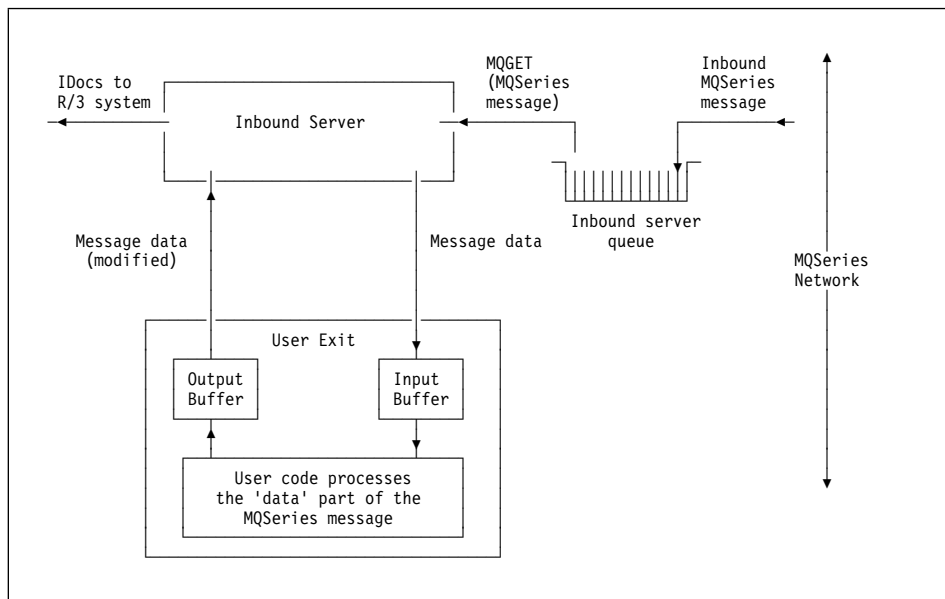 IDocs to
R/3 system
MQGET
(MQSeries
message)
Inbound
MQSeries
message
Inbound Server
Inbound server
queue
Message data
(modified)
Message data
MQSeries
Network
User Exit
Output
Buffer
Input
Buffer
User code processes
the 'data' part of the
MQSeries message